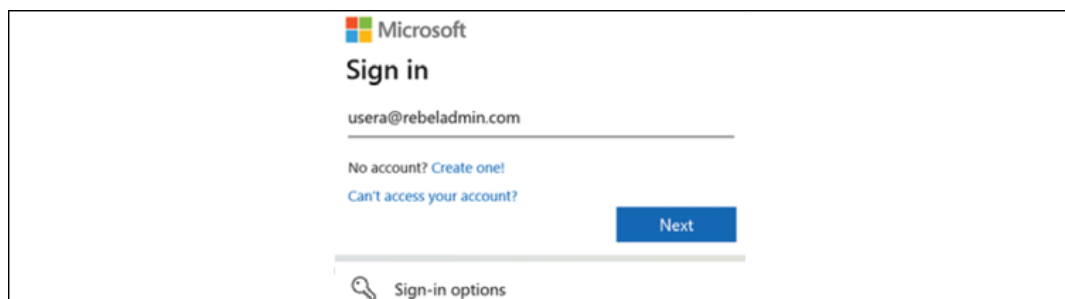 Microsoft
Sign in
usera@rebeladmin.com
No account? Create one!
Can't access your account?
Next
Sign-in options